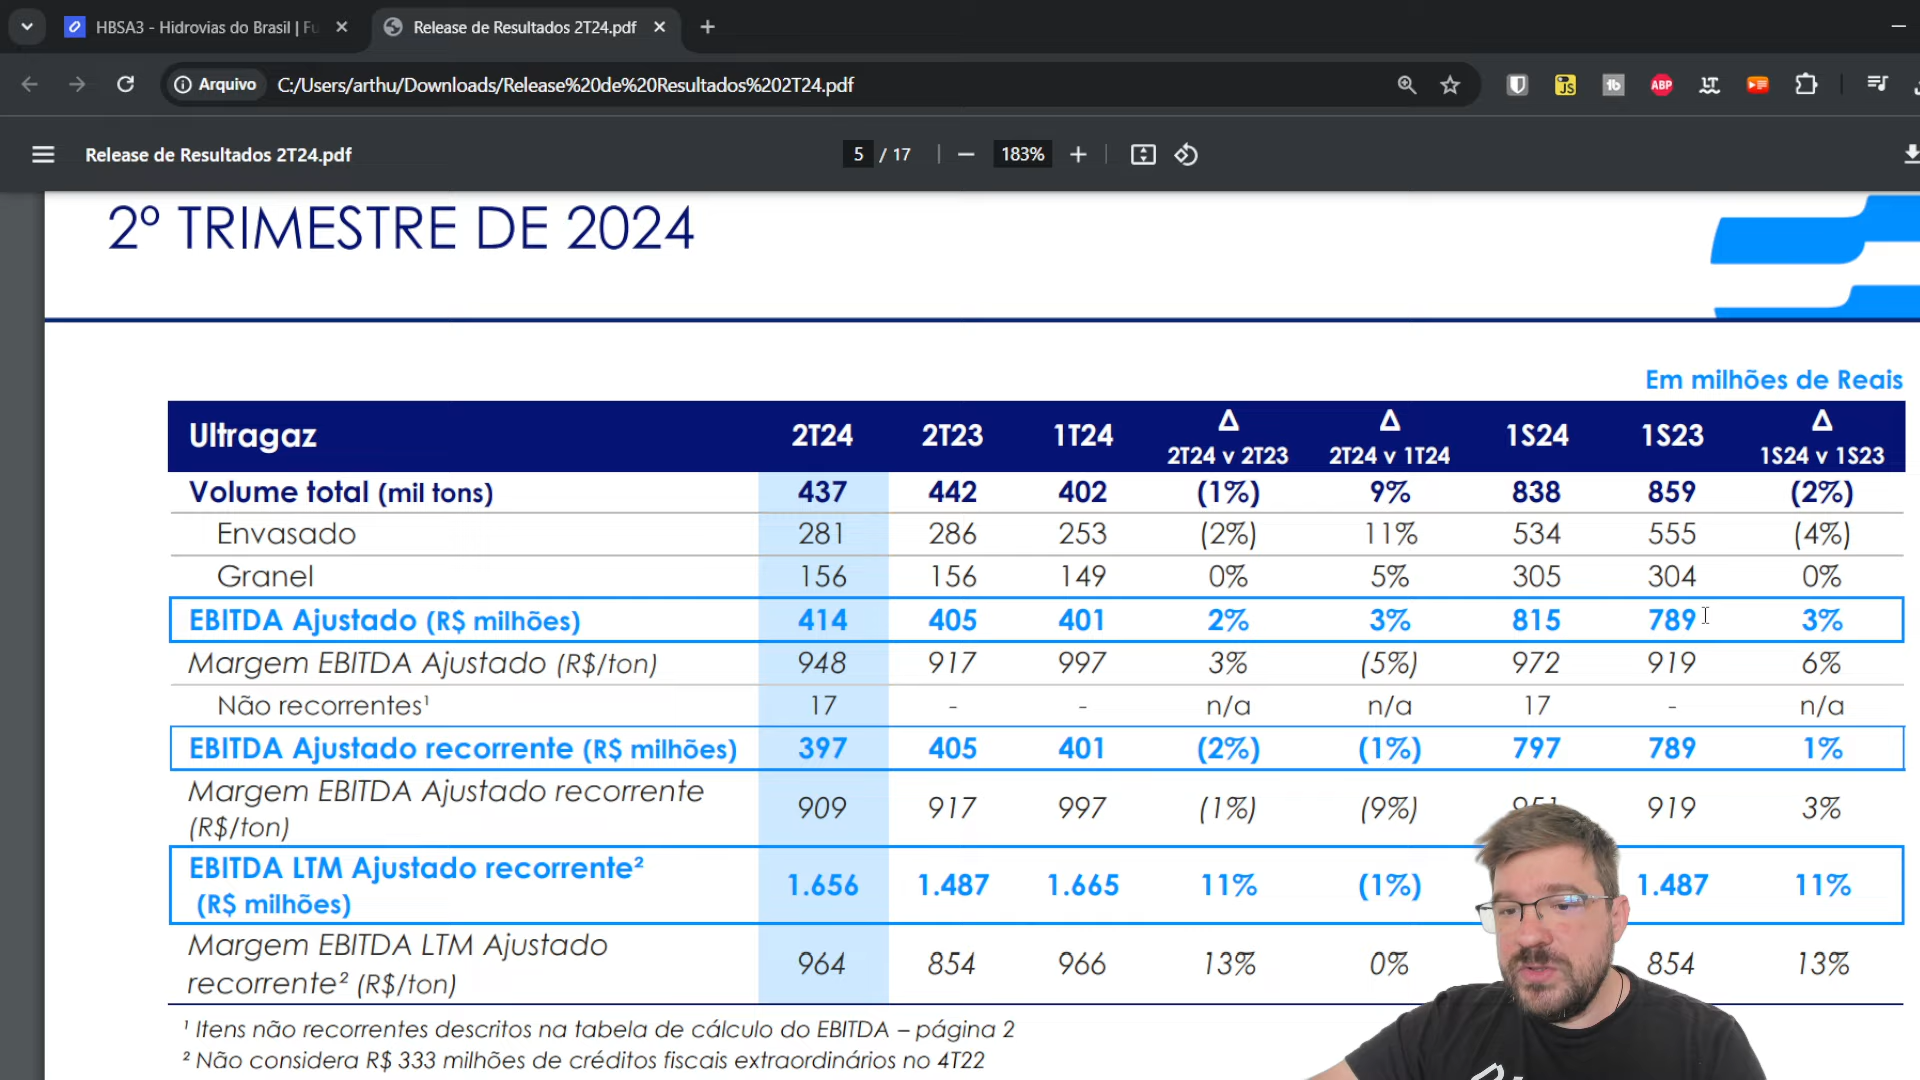 HBSA3 - Hidrovias do Brasil | Fu
Release de Resultados 2T24.pdf
Arquivo
C:/Users/arthu/Downloads/Release%20de%20Resultados%202T24.pdf
JS
tb
ABP
Release de Resultados 2T24.pdf
5 / 17
183%
2º TRIMESTRE DE 2024
Em milhões de Reais
Ultragaz 2T24 2T23 1T24 Δ 2T24 v 2T23 Δ 2T24 v 1T24 1S24 1S23 Δ 1S24 v 1S23
Volume total (mil tons) 437 442 402 (1%) 9% 838 859 (2%)
Envasado 281 286 253 (2%) 11% 534 555 (4%)
Granel 156 156 149 0% 5% 305 304 0%
EBITDA Ajustado (R$ milhões) 414 405 401 2% 3% 815 789 3%
Margem EBITDA Ajustado (R$/ton) 948 917 997 3% (5%) 972 919 6%
Não recorrentes¹ 17 - - n/a n/a 17 - n/a
EBITDA Ajustado recorrente (R$ milhões) 397 405 401 (2%) (1%) 797 789 1%
Margem EBITDA Ajustado recorrente
(R$/ton) 909 917 997 (1%) (9%) 919 3%
EBITDA LTM Ajustado recorrente²
(R$ milhões) 1.656 1.487 1.665 11% (1%) 1.487 11%
Margem EBITDA LTM Ajustado
recorrente² (R$/ton) 964 854 966 13% 0% 854 13%
¹ Itens não recorrentes descritos na tabela de cálculo do EBITDA – página 2
² Não considera R$ 333 milhões de créditos fiscais extraordinários no 4T22